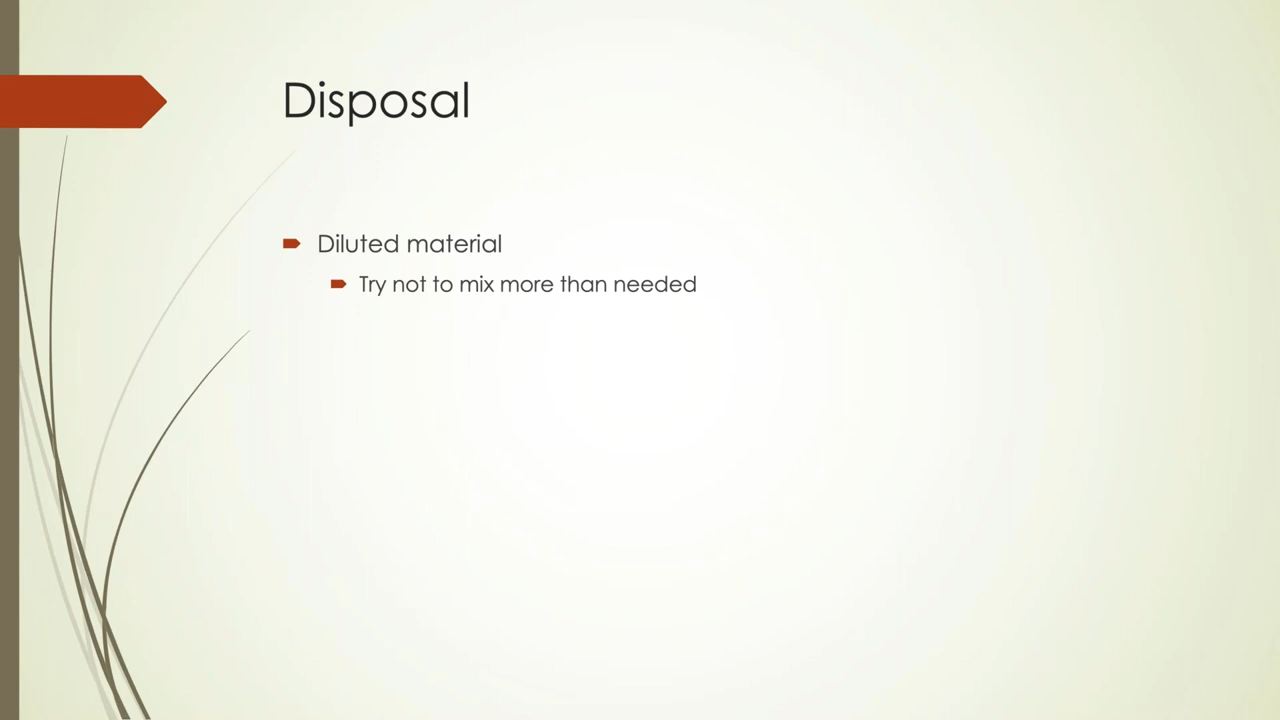 Disposal
Diluted material
Try not to mix more than needed